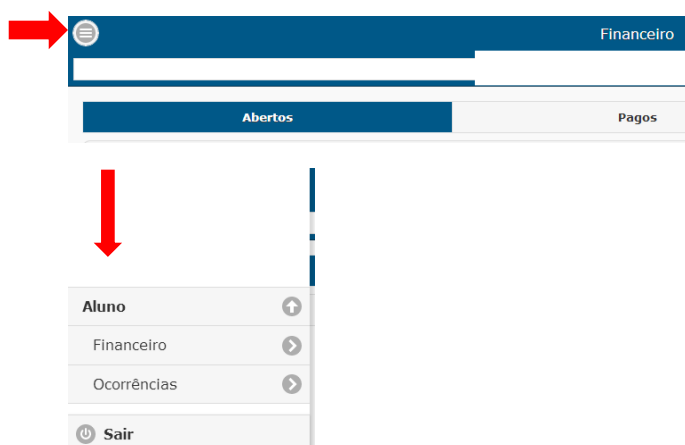 Financeiro
Abertos Pagos
Aluno
Financeiro
Ocorrências
Sair